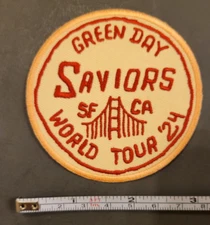 GREEN DAY
SAVIORS
SF CA
WORLD TOUR '24